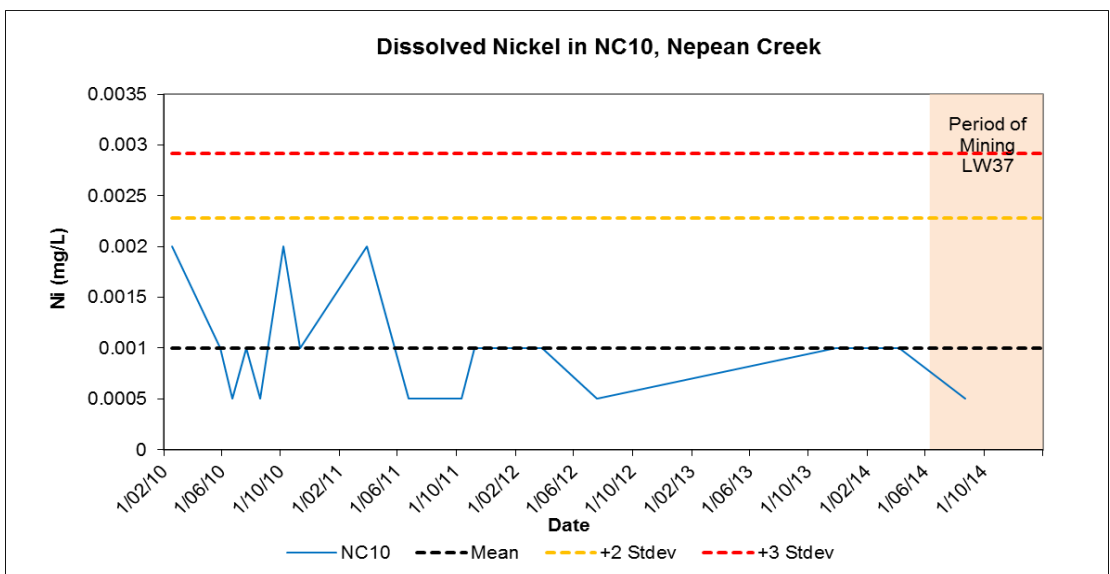 Dissolved Nickel in NC10, Nepean Creek
0.0035
0.003
0.0025
0.002
0.0015
0.001
0.0005
0
Ni (mg/L)
Period of
Mining
LW37
1/02/10
1/06/10
1/10/10
1/02/11
1/06/11
1/10/11
1/02/12
1/06/12
1/10/12
1/02/13
1/06/13
1/10/13
1/02/14
1/06/14
1/10/14
Date
NC10
Mean
+2 Stdev
+3 Stdev